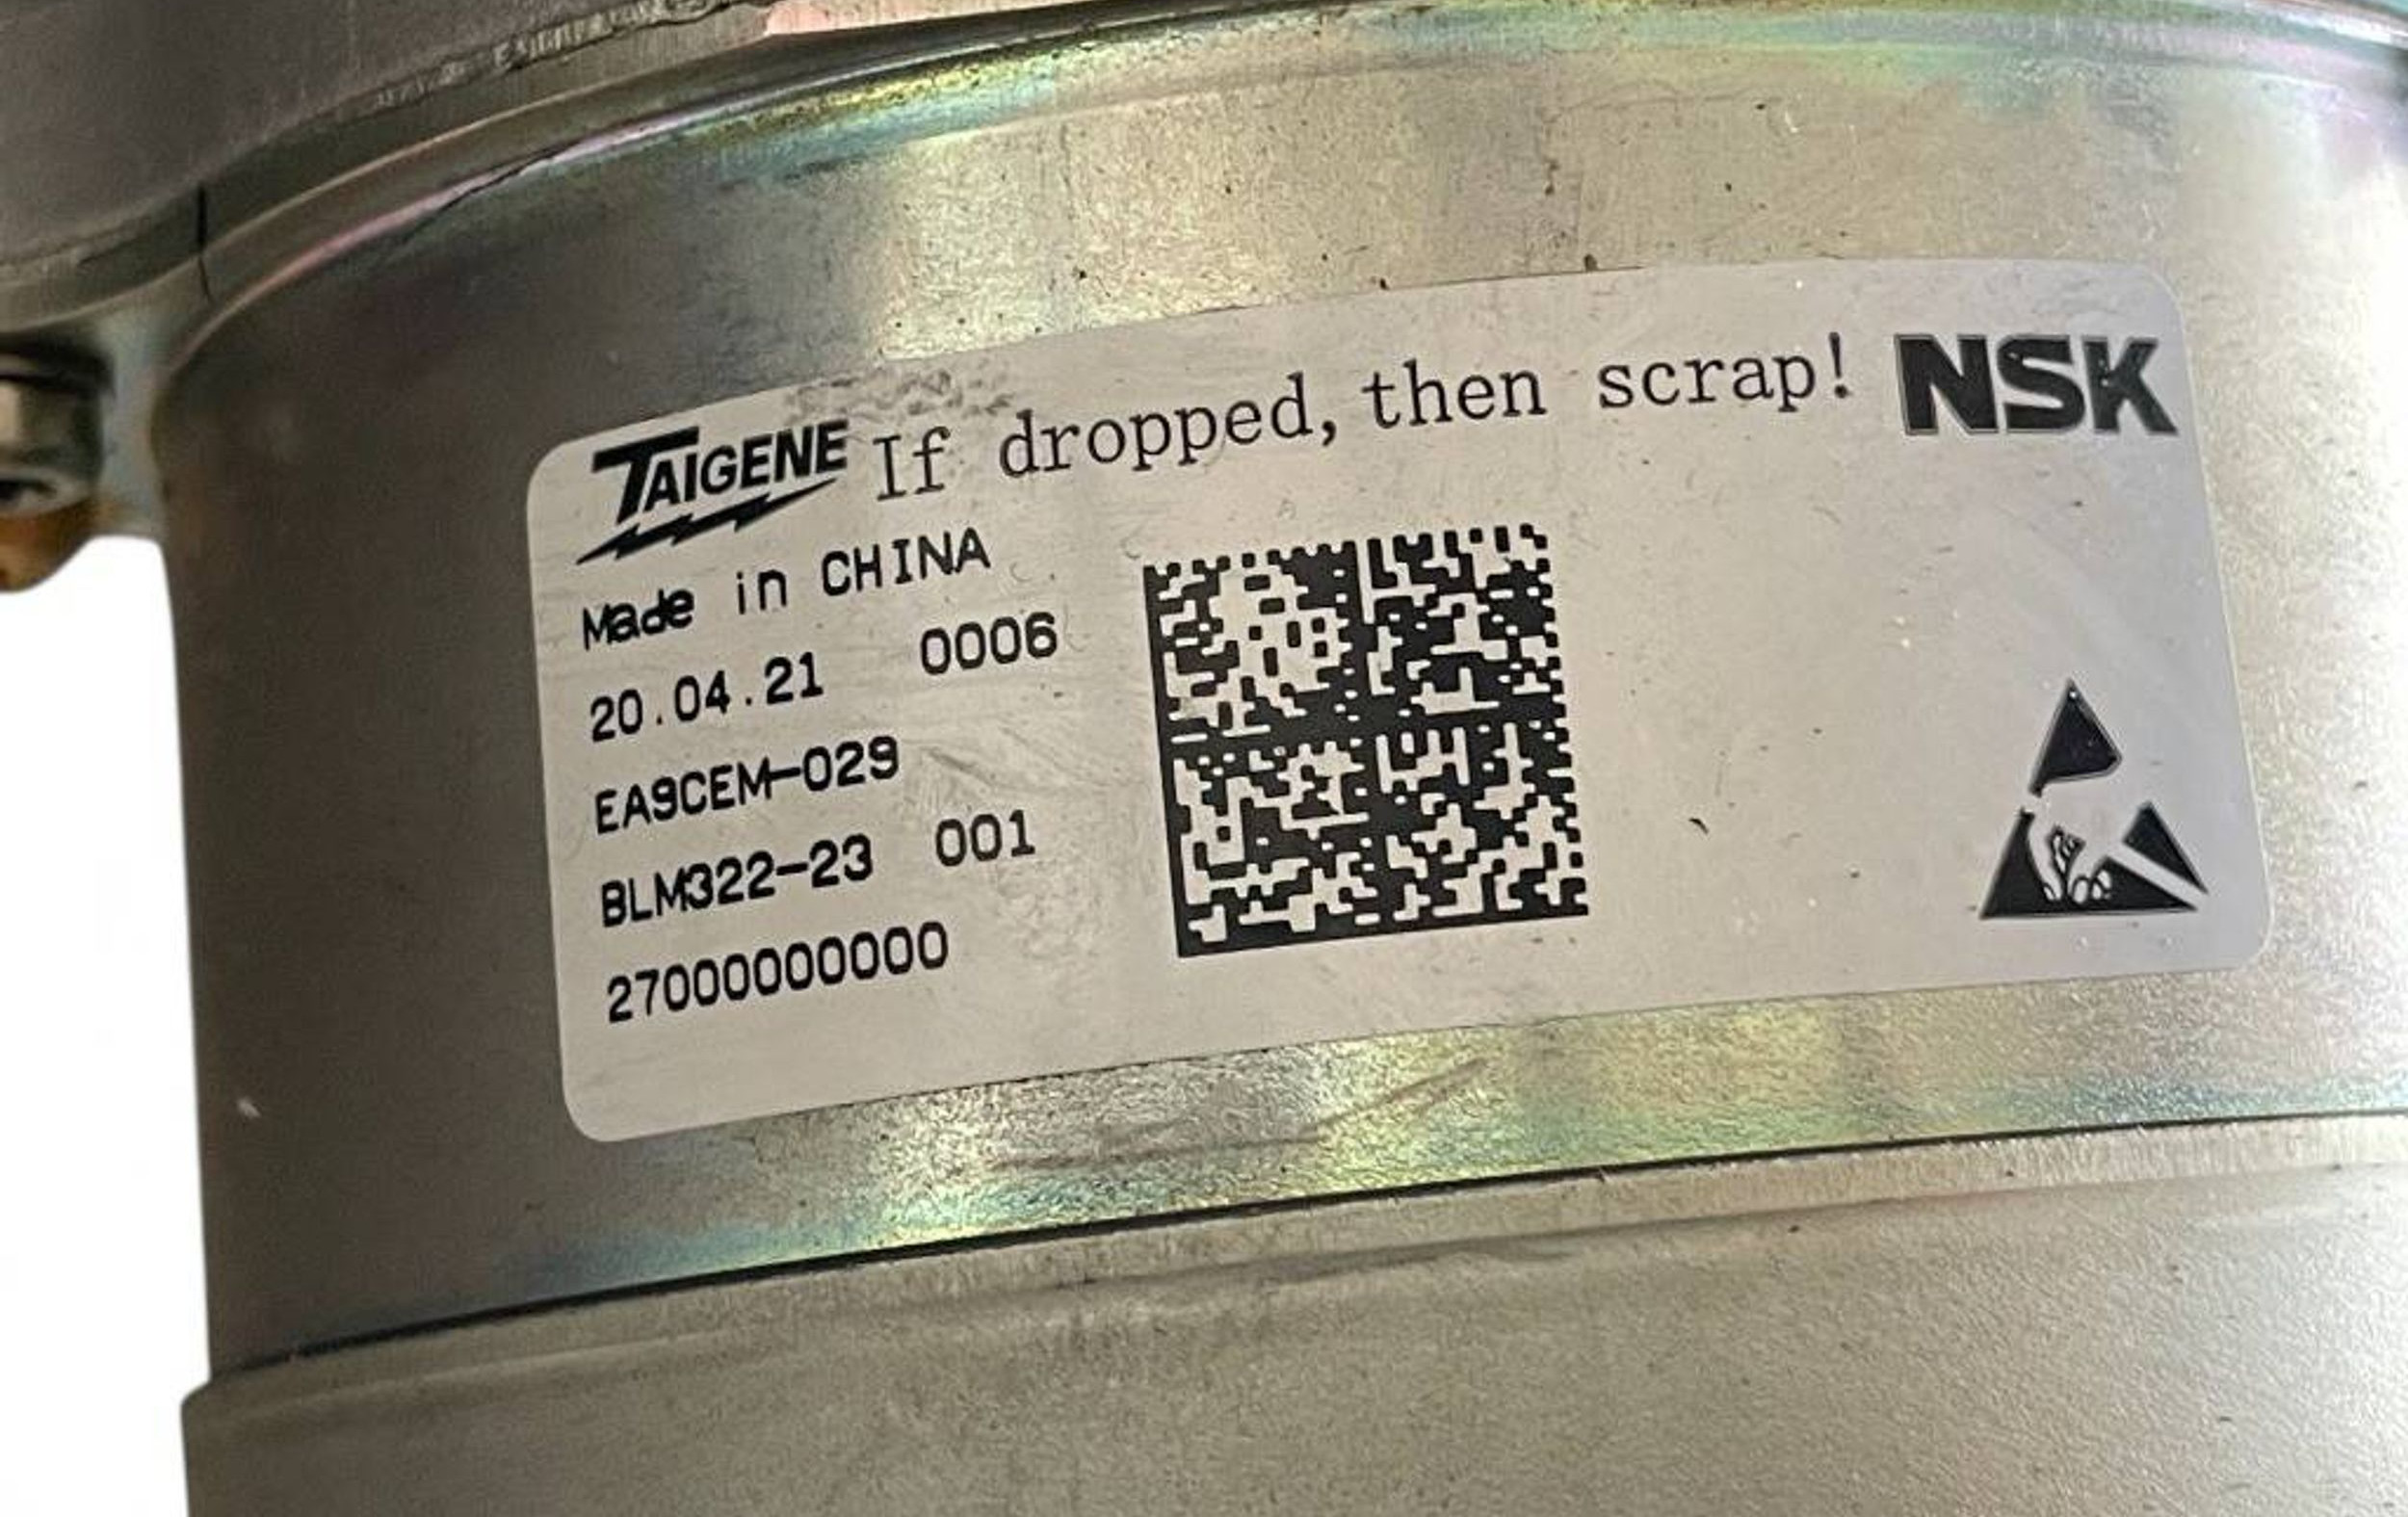 TAIGENE If dropped, then scrap! NSK
Made in CHINA
20.04.21 0006
EA9CEM-029
BLM322-23 001
27000000000